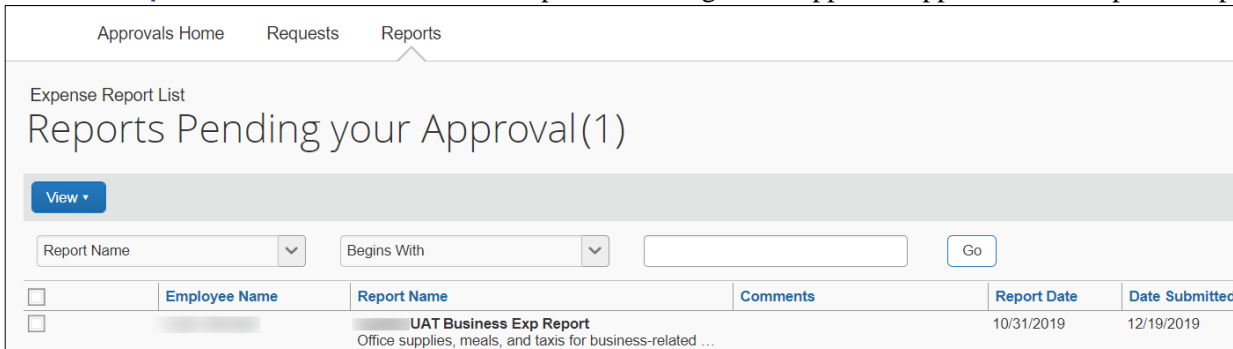 Approvals Home Requests Reports
Expense Report List
Reports Pending your Approval(1)
View
Report Name Begins With Go
Employee Name Report Name Comments Report Date Date Submitted
UAT Business Exp Report 10/31/2019 12/19/2019
Office supplies, meals, and taxis for business-related ...